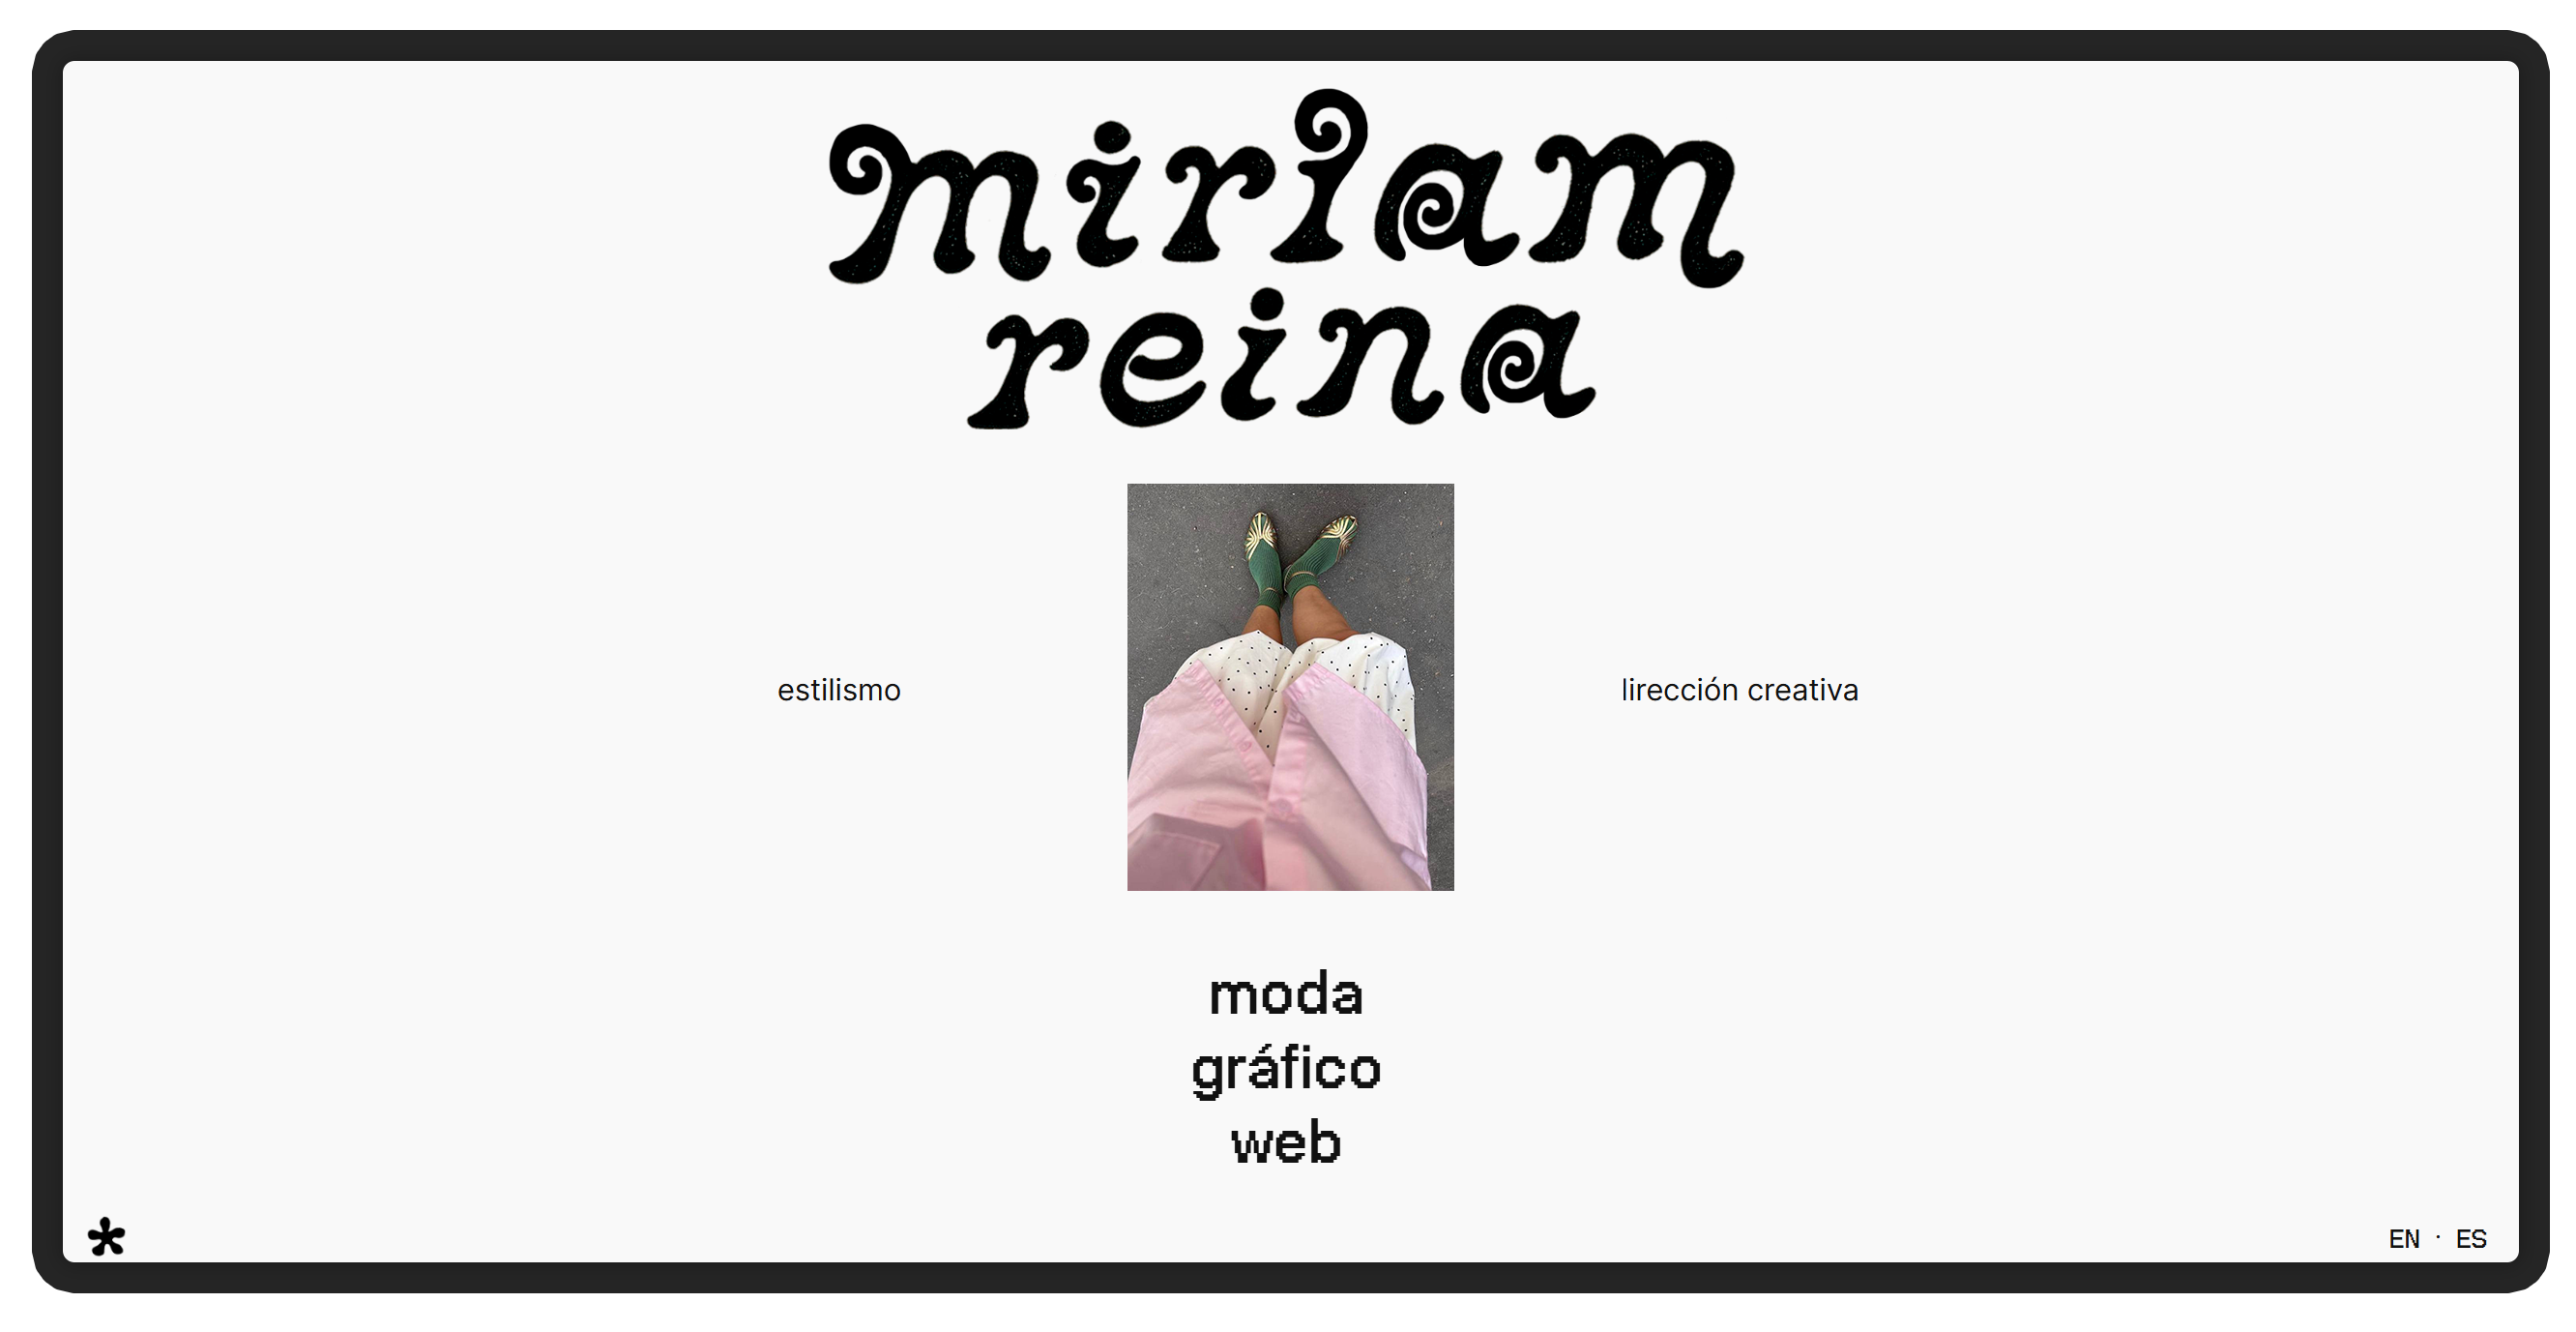 miriam
reina
estilismo
lirección creativa
moda
gráfico
web
EN · ES